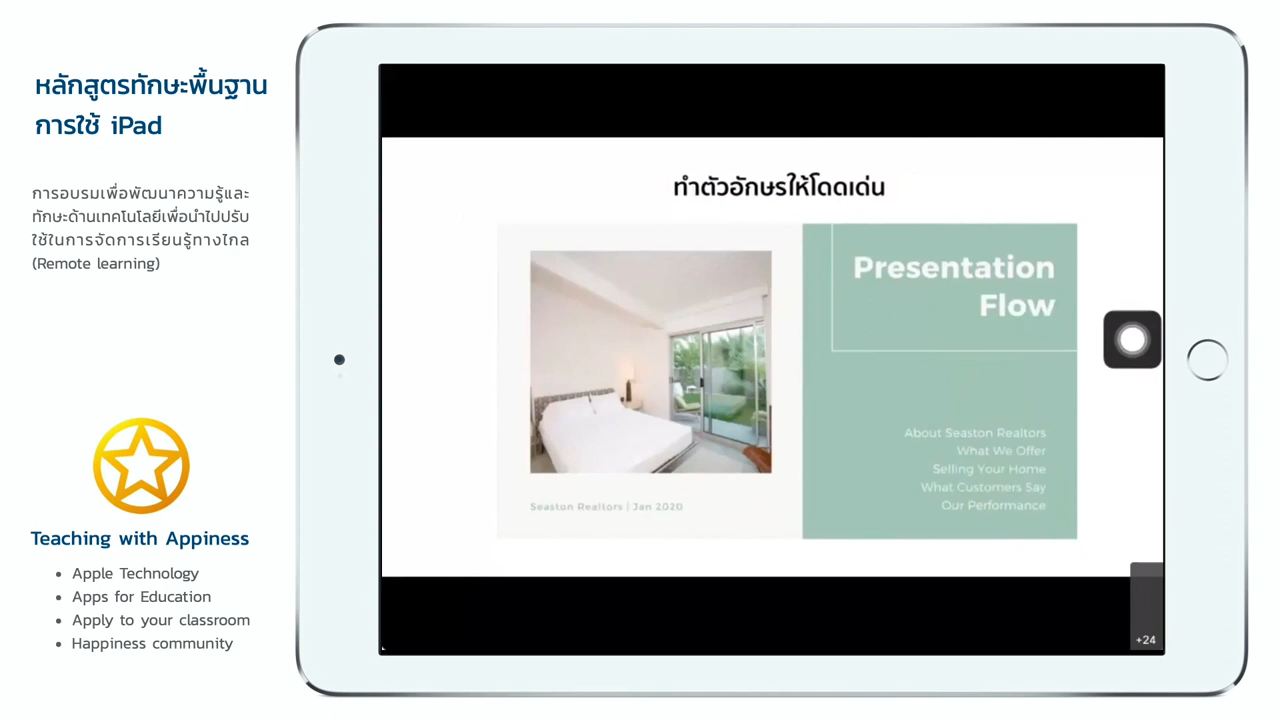 หลักสูตรทักษะพื้นฐาน
การใช้ iPad
การอบรมเพื่อพัฒนาความรู้และ
ทักษะด้านเทคโนโลยีเพื่อนำไปปรับ
ใช้ในการจัดการเรียนรู้ทางไกล
(Remote learning)
Teaching with Appiness
• Apple Technology
• Apps for Education
• Apply to your classroom
• Happiness community
ทำตัวอักษรให้โดดเด่น
Presentation
Flow
About Seaston Realtors
What We Offer
Selling Your Home
What Customers Say
Our Performance
Seaston Realtors | Jan 2020
+24